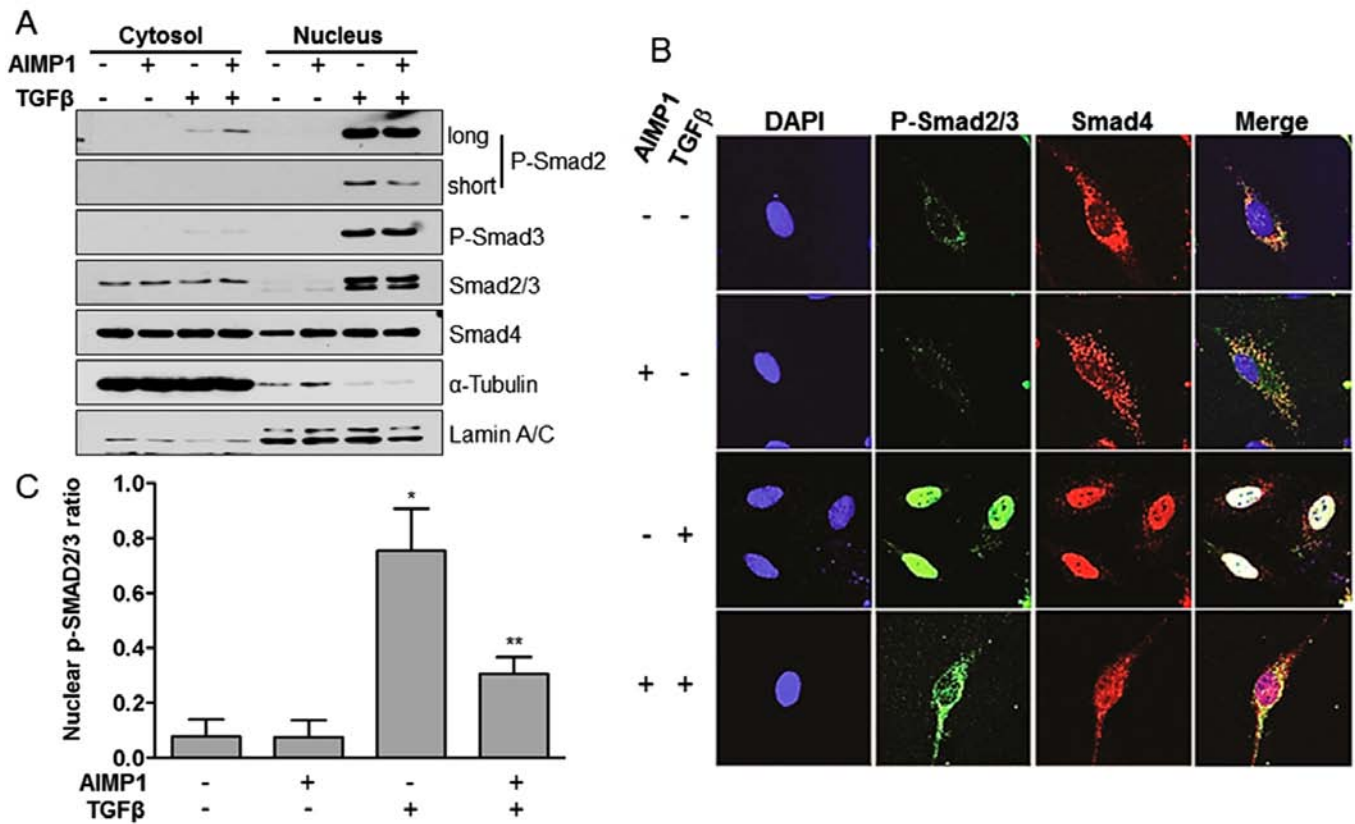 A
Cytosol Nucleus
AIMP1 - + - + - + - +
TGFβ - - + + - - + +
long
P-Smad2
short
P-Smad3
Smad2/3
Smad4
α-Tubulin
Lamin A/C
B
AIMP1 TGFβ
DAPI P-Smad2/3 Smad4 Merge
- -
+ -
- +
+ +
C
Nuclear p-SMAD2/3 ratio
1.0
0.8
0.6
0.4
0.2
0.0
*
**
AIMP1 - + - +
TGFβ - - + +